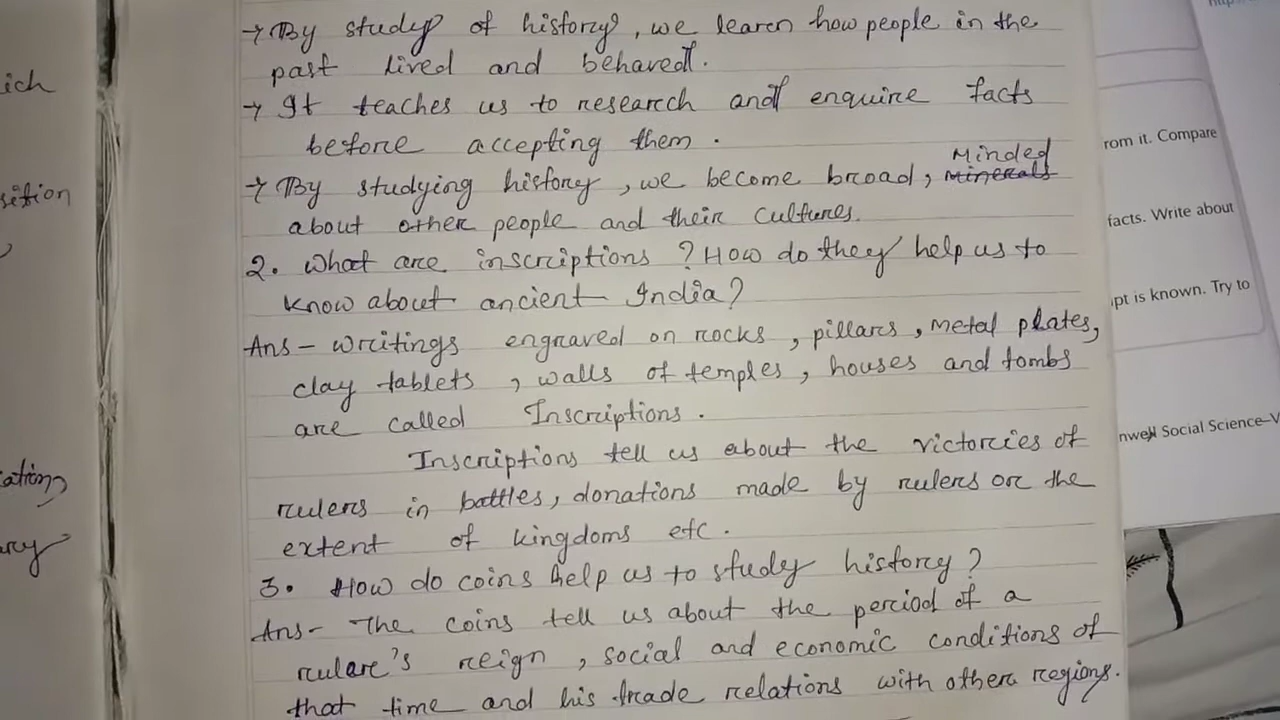 ich
sition
ation,
ary
→ By study of history, we learn how people in the
past lived and behaved.
→ It teaches us to research and enquire facts
before accepting them.
Minded
→ By studying history, we become broad, minerals
about other people and their cultures.
2. What are inscriptions? How do they help us to
know about ancient India?
Ans- Writings engraved on rocks, pillars, metal plates,
clay tablets, walls of temples, houses and tombs
are called Inscriptions.
Inscriptions tell us about the victories of
rulers in battles, donations made by rulers or the
extent of kingdoms etc.
3. How do coins help us to study history?
Ans- The coins tell us about the period of a
rulare's reign, social and economic conditions of
that time and his trade relations with other regions.
rom it. Compare
facts. Write about
ipt is known. Try to
nwell Social Science–V